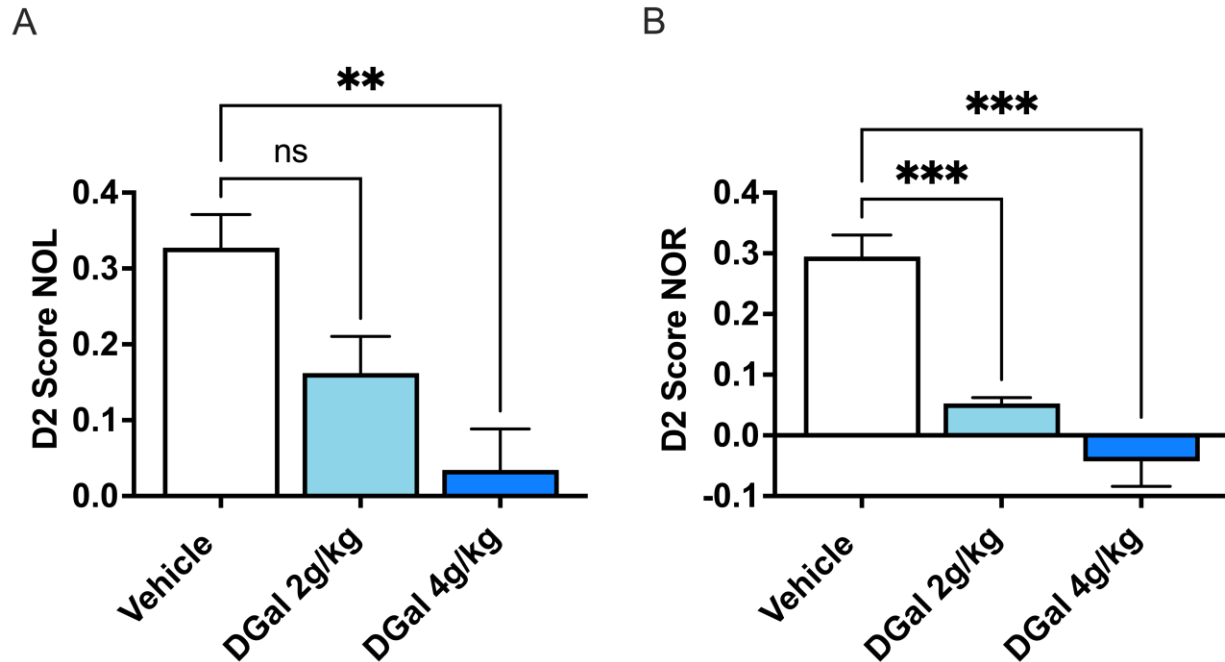 A
**
ns
D2 Score NOL
0.4
0.3
0.2
0.1
0.0
Vehicle
DGal 2g/kg
DGal 4g/kg
B
***
***
D2 Score NOR
0.4
0.3
0.2
0.1
0.0
-0.1
Vehicle
DGal 2g/kg
DGal 4g/kg